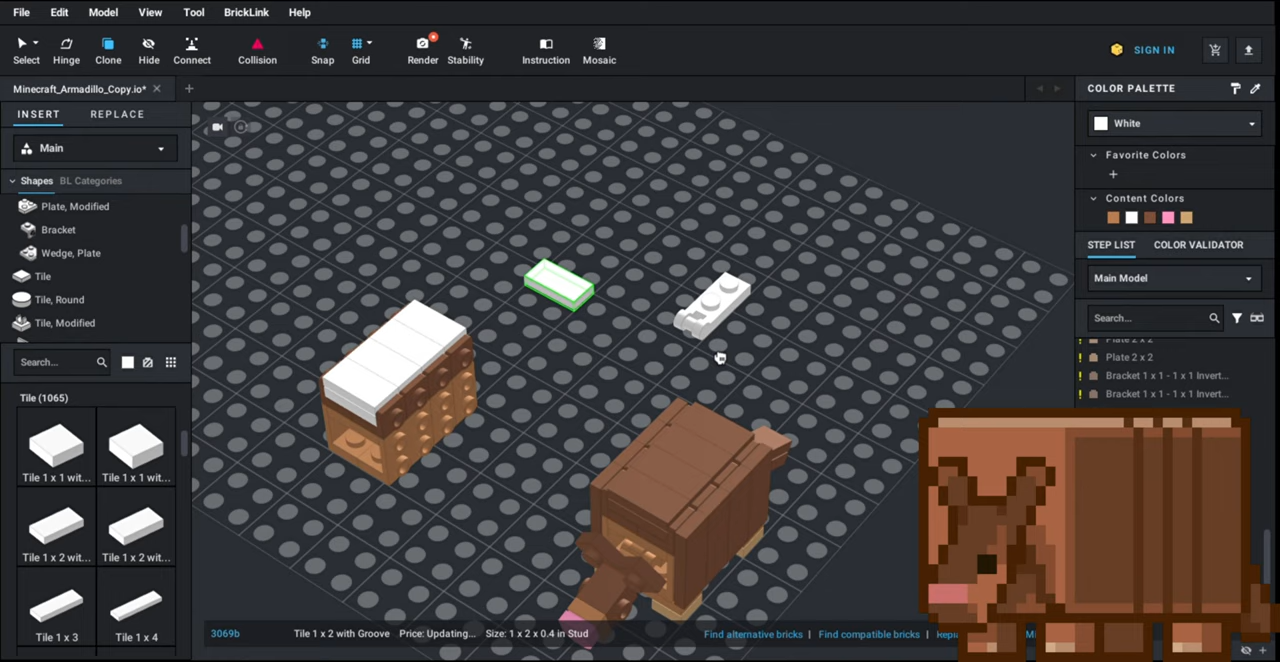 File Edit Model View Tool BrickLink Help
Select Hinge Clone Hide Connect Collision Snap Grid Render Stability Instruction Mosaic SIGN IN
Minecraft_Armadillo_Copy.io*
COLOR PALETTE
INSERT REPLACE
White
Main
Favorite Colors
Shapes BL Categories
Plate, Modified
Content Colors
Bracket
Wedge, Plate
STEP LIST COLOR VALIDATOR
Tile
Main Model
Tile, Round
Tile, Modified
Search...
Plate 2 x 2
Search...
Plate 2 x 2
Bracket 1 x 1 - 1 x 1 Invert...
Bracket 1 x 1 - 1 x 1 Invert...
Tile (1065)
Tile 1 x 1 wit... Tile 1 x 1 wit...
Tile 1 x 2 wit... Tile 1 x 2 wit...
Tile 1 x 3 Tile 1 x 4
3069b Tile 1 x 2 with Groove Price: Updating... Size: 1 x 2 x 0.4 in Stud Find alternative bricks | Find compatible bricks |